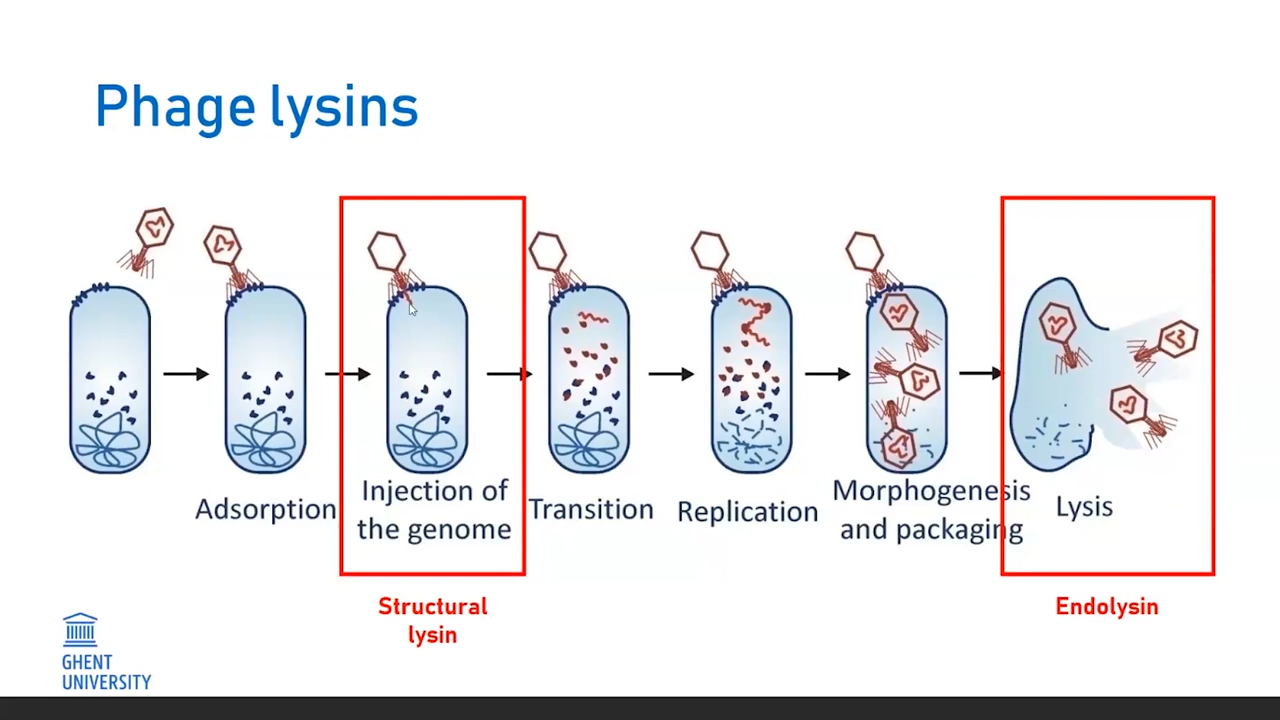 Phage lysins
Adsorption
Injection of
the genome
Transition
Replication
Morphogenesis
and packaging
Lysis
Structural
lysin
Endolysin
GHENT
UNIVERSITY